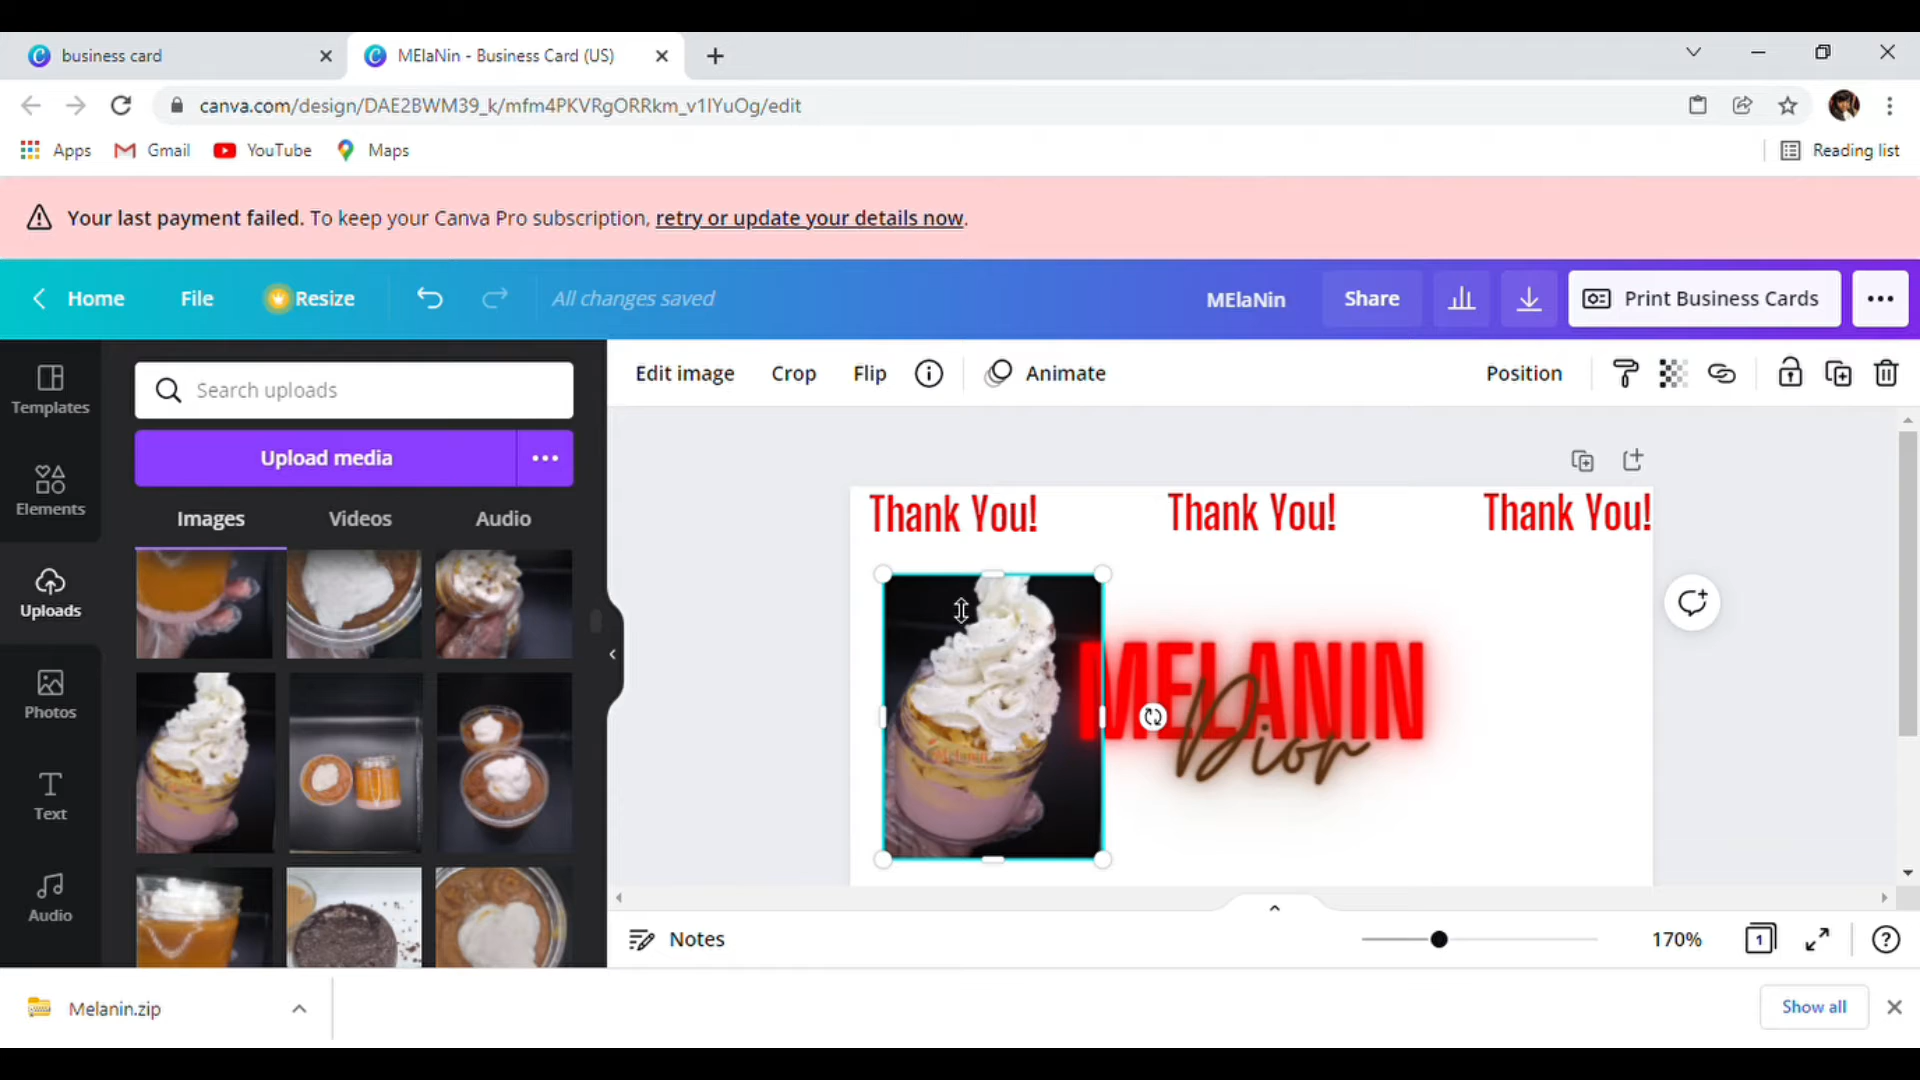 business card
MElaNin - Business Card (US)
canva.com/design/DAE2BWM39_k/mfm4PKVRgORRkm_v1IYuOg/edit
Apps
Gmail
YouTube
Maps
Reading list
Your last payment failed. To keep your Canva Pro subscription, retry or update your details now.
Home
File
Resize
All changes saved
MElaNin
Share
Print Business Cards
Templates
Elements
Uploads
Photos
Text
Audio
Search uploads
Upload media
Images
Videos
Audio
Edit image
Crop
Flip
Animate
Position
Thank You!
Thank You!
Thank You!
MELANIN
Dior
Melanin
Notes
170%
1
Melanin.zip
Show all